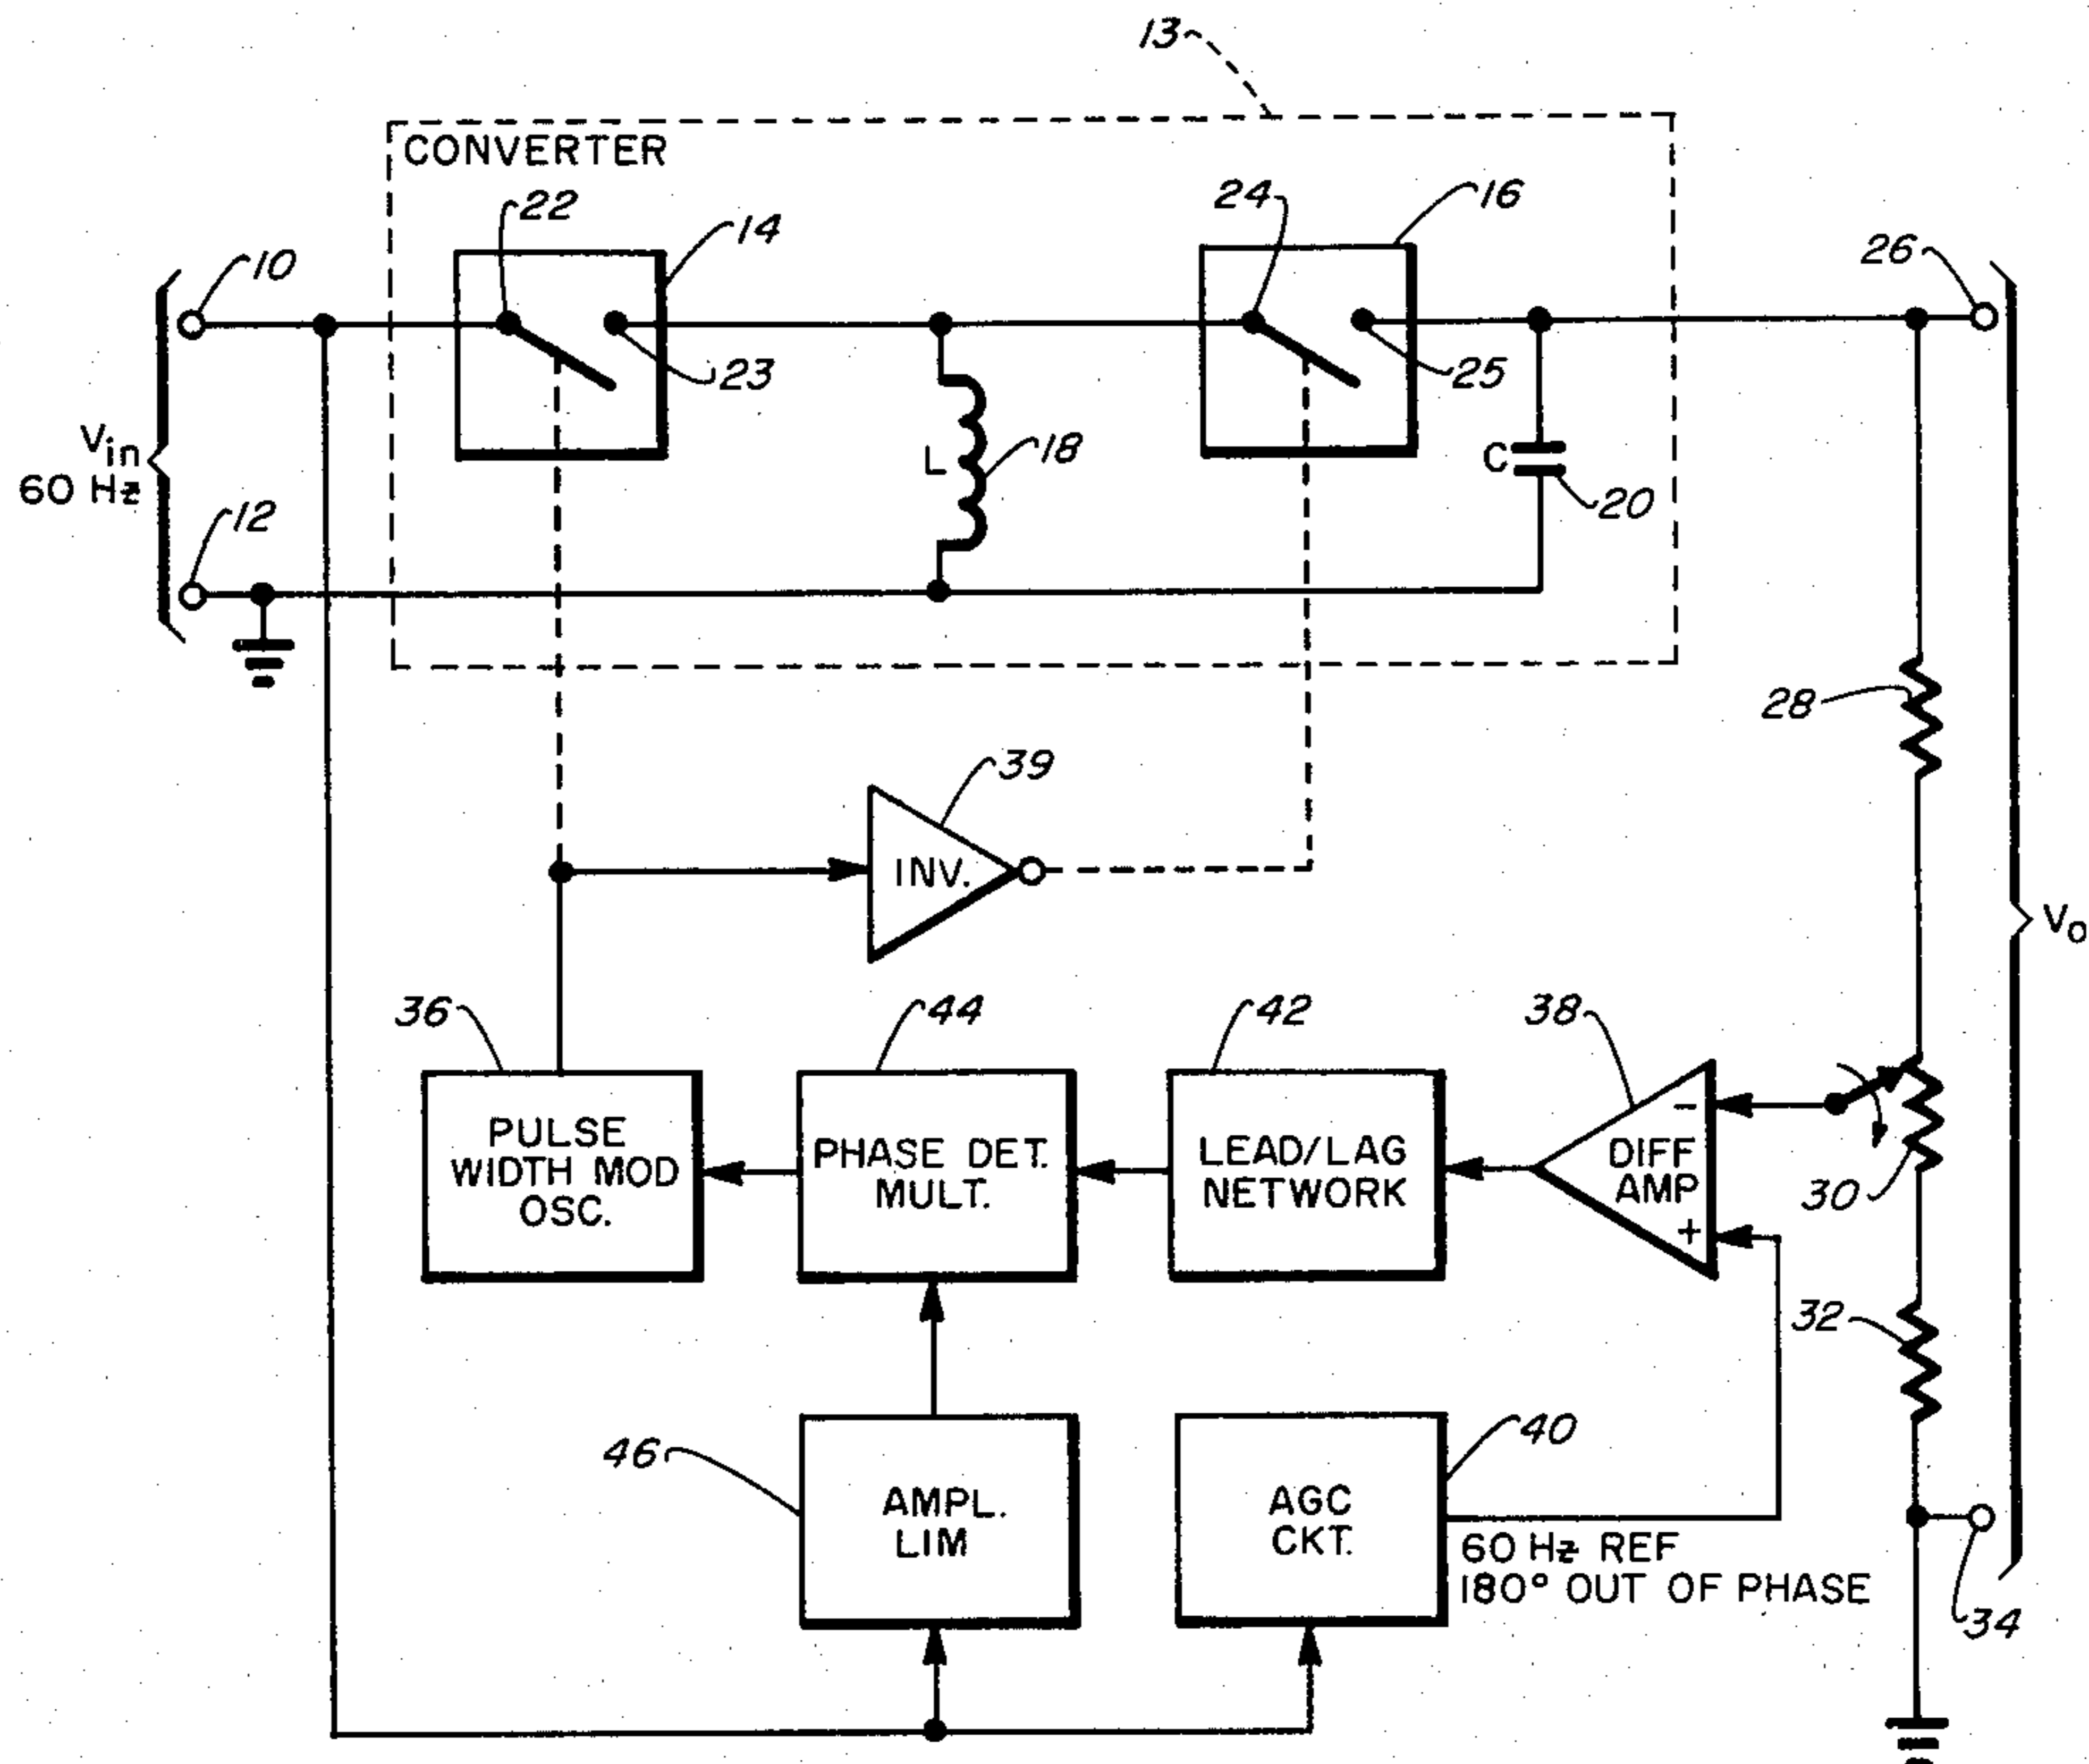 13
CONVERTER
22
14
24
16
10
26
23
25
Vin
60 Hz
L
18
C
20
12
28
39
INV.
Vo
36
44
42
38
PULSE
WIDTH MOD
OSC.
PHASE DET.
MULT.
LEAD/LAG
NETWORK
-
DIFF
AMP
+
30
32
46
40
AMPL.
LIM
AGC
CKT.
60 Hz REF
180° OUT OF PHASE
34